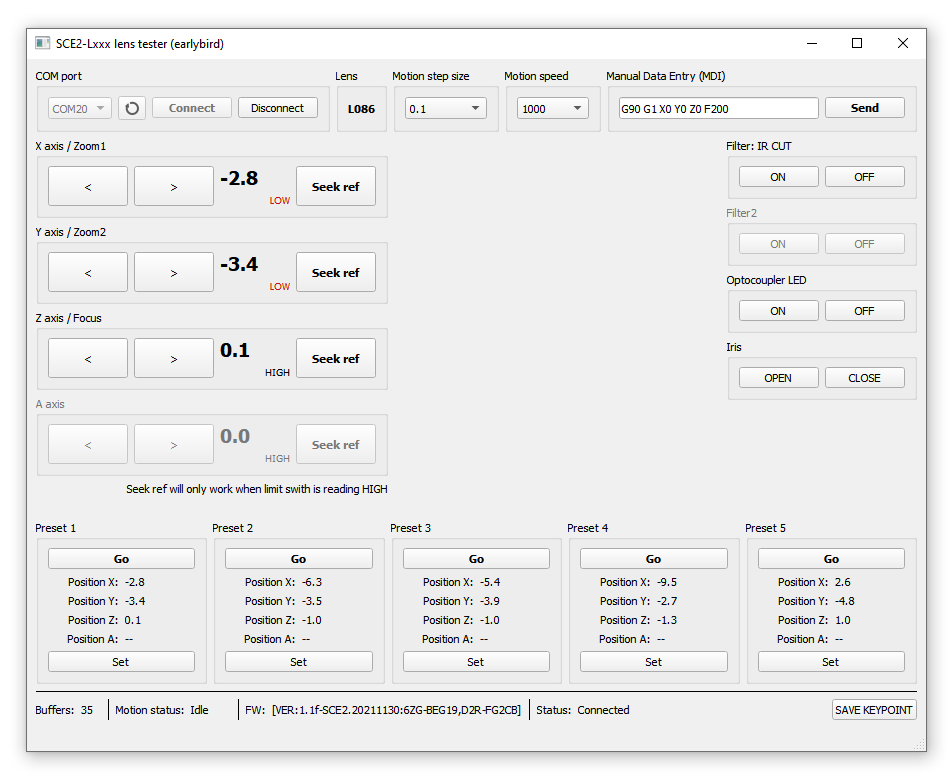 SCE2-Lxxx lens tester (earlybird)
COM port
Lens
Motion step size
Motion speed
Manual Data Entry (MDI)
COM20
Connect
Disconnect
L086
0.1
1000
G90 G1 X0 Y0 Z0 F200
Send
X axis / Zoom1
< > -2.8 LOW Seek ref
Y axis / Zoom2
< > -3.4 LOW Seek ref
Z axis / Focus
< > 0.1 HIGH Seek ref
A axis
< > 0.0 HIGH Seek ref
Seek ref will only work when limit swith is reading HIGH
Filter: IR CUT
ON OFF
Filter2
ON OFF
Optocoupler LED
ON OFF
Iris
OPEN CLOSE
Preset 1
Go
Position X: -2.8
Position Y: -3.4
Position Z: 0.1
Position A: --
Set
Preset 2
Go
Position X: -6.3
Position Y: -3.5
Position Z: -1.0
Position A: --
Set
Preset 3
Go
Position X: -5.4
Position Y: -3.9
Position Z: -1.0
Position A: --
Set
Preset 4
Go
Position X: -9.5
Position Y: -2.7
Position Z: -1.3
Position A: --
Set
Preset 5
Go
Position X: 2.6
Position Y: -4.8
Position Z: 1.0
Position A: --
Set
Buffers: 35
Motion status: Idle
FW: [VER:1.1f-SCE2.20211130:6ZG-BEG19,D2R-FG2CB]
Status: Connected
SAVE KEYPOINT